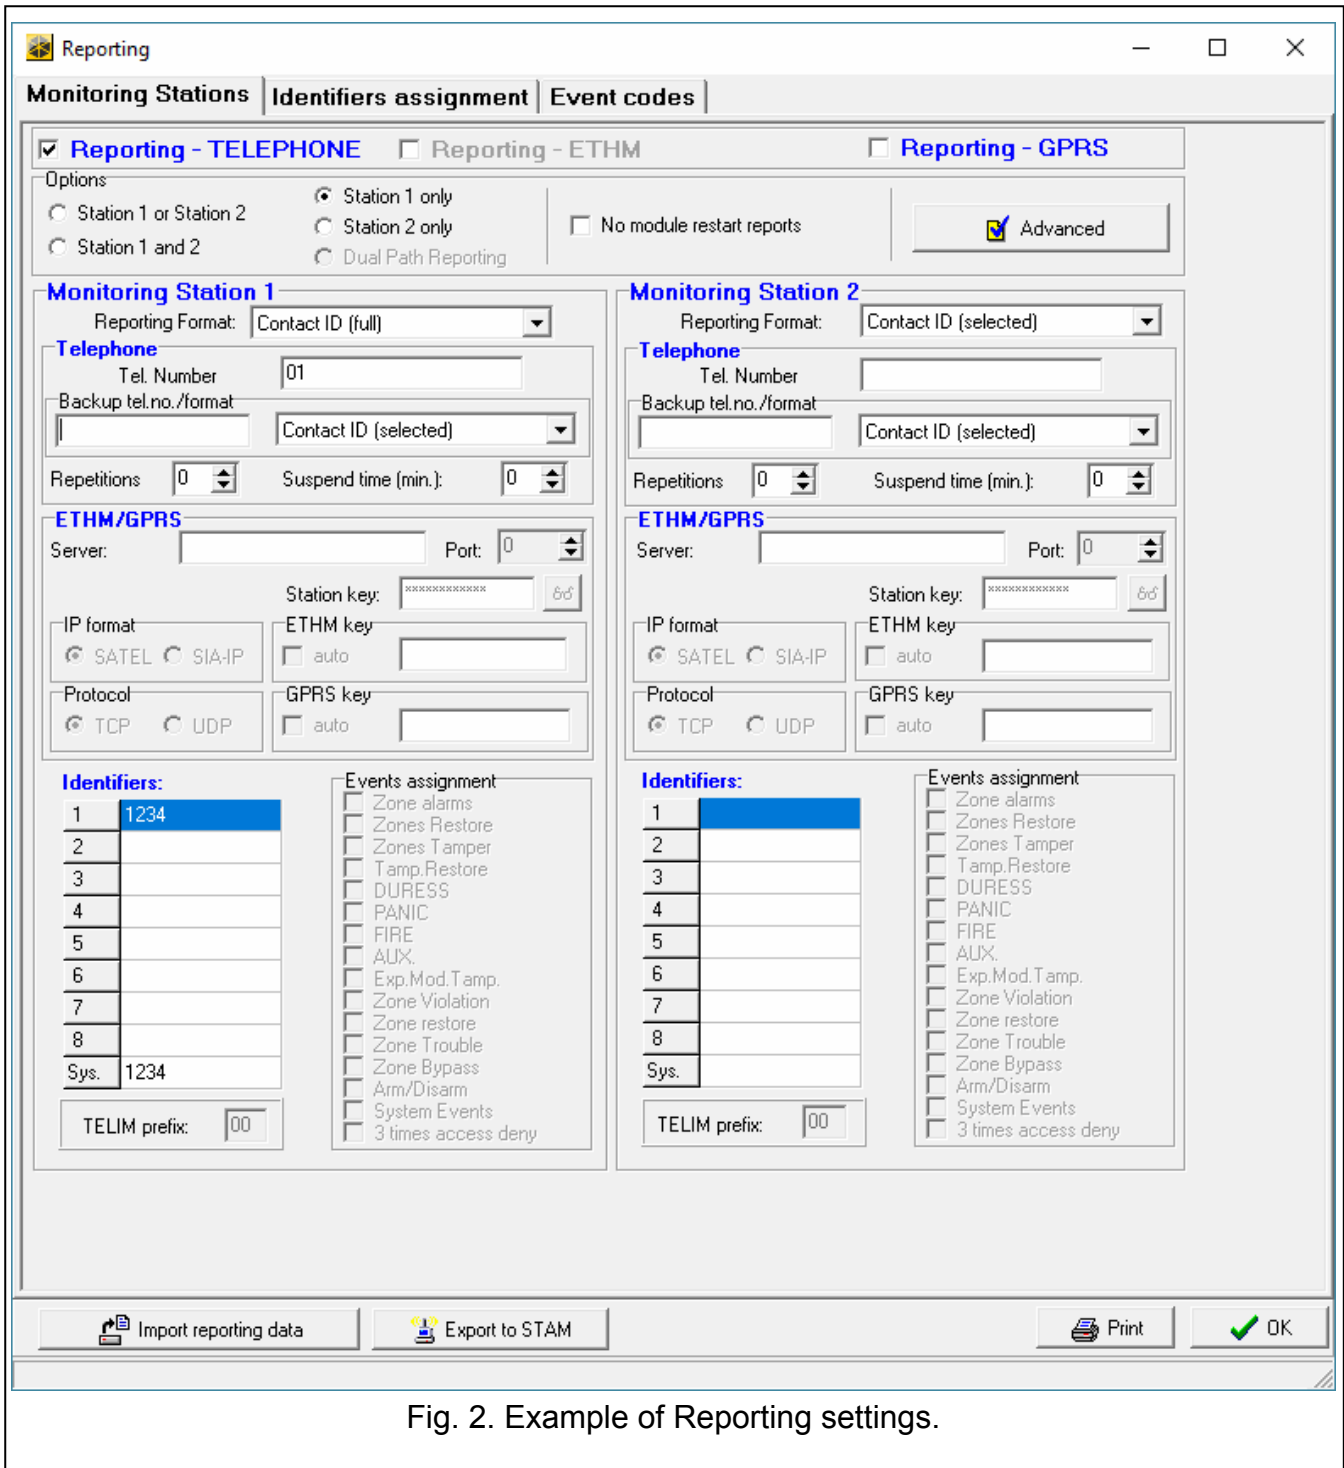 Reporting
Monitoring Stations Identifiers assignment Event codes
Reporting - TELEPHONE Reporting - ETHM Reporting - GPRS
Options
Station 1 or Station 2
Station 1 and 2
Station 1 only
Station 2 only
Dual Path Reporting
No module restart reports
Advanced
Monitoring Station 1
Reporting Format: Contact ID (full)
Telephone
Tel. Number 01
Backup tel.no./format
Contact ID (selected)
Repetitions 0 Suspend time (min.): 0
ETHM/GPRS
Server: Port: 0
Station key: xxxxxxxxxxxx
IP format
SATEL SIA-IP
ETHM key
auto
Protocol
TCP UDP
GPRS key
auto
Identifiers:
1 1234
2
3
4
5
6
7
8
Sys. 1234
TELIM prefix: 00
Events assignment
Zone alarms
Zones Restore
Zones Tamper
Tamp.Restore
DURESS
PANIC
FIRE
AUX.
Exp.Mod.Tamp.
Zone Violation
Zone restore
Zone Trouble
Zone Bypass
Arm/Disarm
System Events
3 times access deny
Monitoring Station 2
Reporting Format: Contact ID (selected)
Telephone
Tel. Number
Backup tel.no./format
Contact ID (selected)
Repetitions 0 Suspend time (min.): 0
ETHM/GPRS
Server: Port: 0
Station key: xxxxxxxxxxxx
IP format
SATEL SIA-IP
ETHM key
auto
Protocol
TCP UDP
GPRS key
auto
Identifiers:
1
2
3
4
5
6
7
8
Sys.
TELIM prefix: 00
Events assignment
Zone alarms
Zones Restore
Zones Tamper
Tamp.Restore
DURESS
PANIC
FIRE
AUX.
Exp.Mod.Tamp.
Zone Violation
Zone restore
Zone Trouble
Zone Bypass
Arm/Disarm
System Events
3 times access deny
Import reporting data Export to STAM Print OK
Fig. 2. Example of Reporting settings.